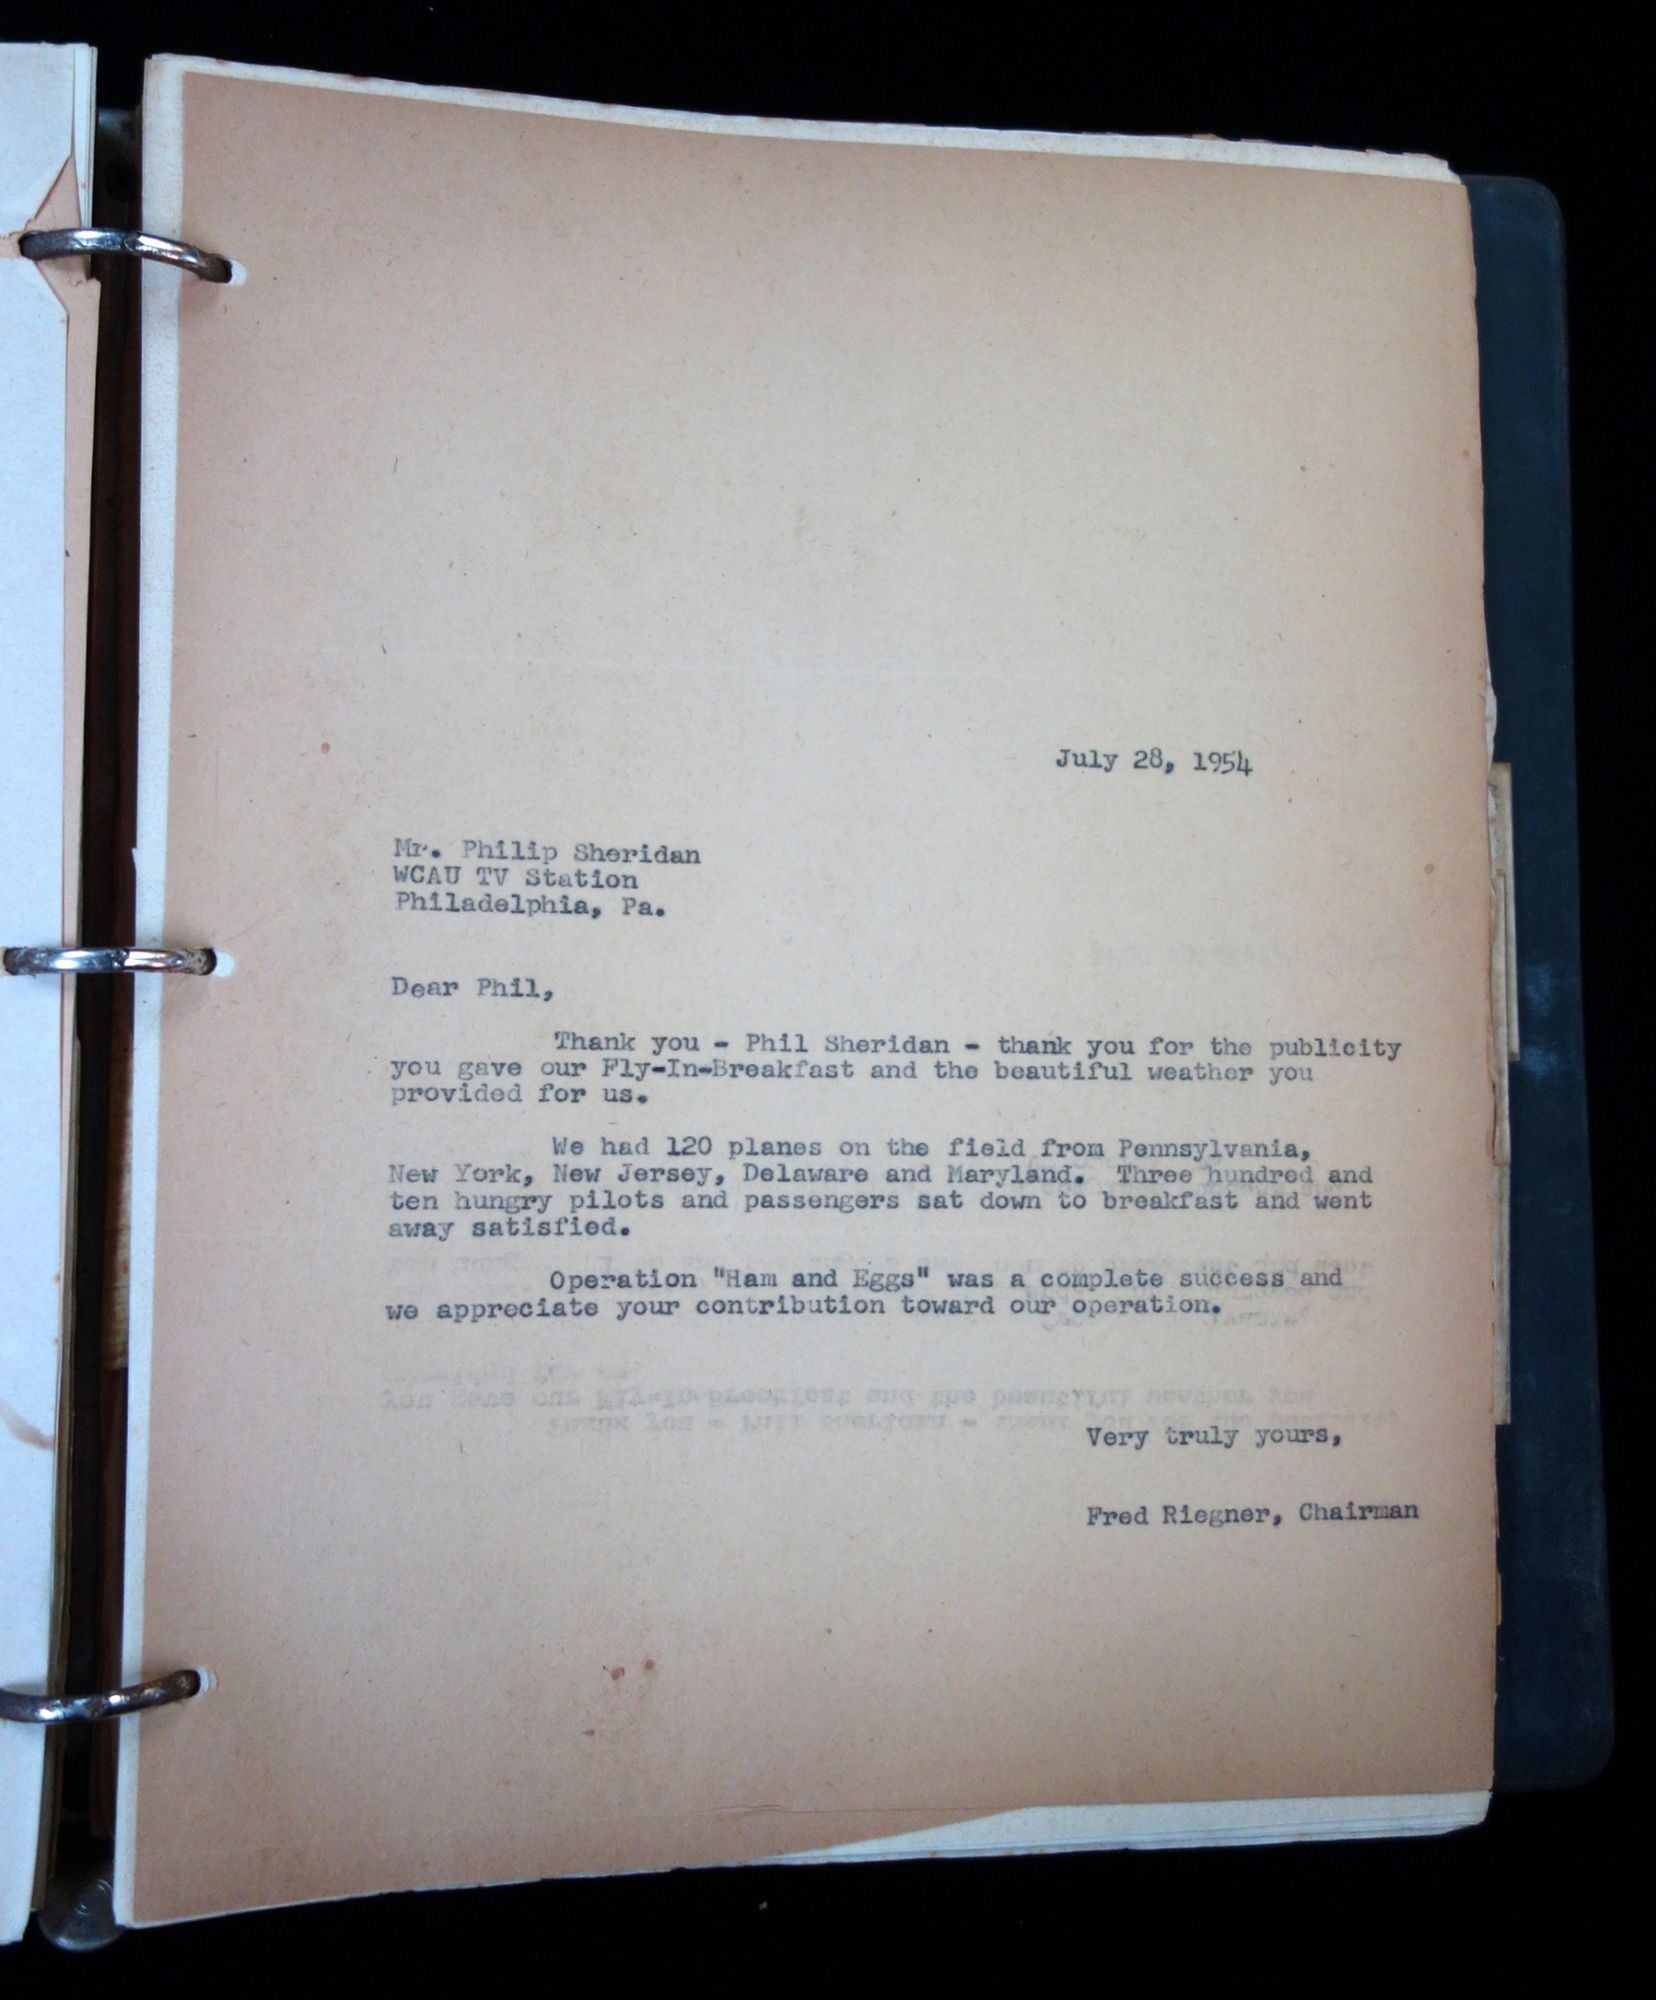 July 28, 1954
Mr. Philip Sheridan
WCAU TV Station
Philadelphia, Pa.
Dear Phil,
Thank you - Phil Sheridan - thank you for the publicity
you gave our Fly-In-Breakfast and the beautiful weather you
provided for us.
We had 120 planes on the field from Pennsylvania,
New York, New Jersey, Delaware and Maryland. Three hundred and
ten hungry pilots and passengers sat down to breakfast and went
away satisfied.
Operation "Ham and Eggs" was a complete success and
we appreciate your contribution toward our operation.
Very truly yours,
Fred Riegner, Chairman